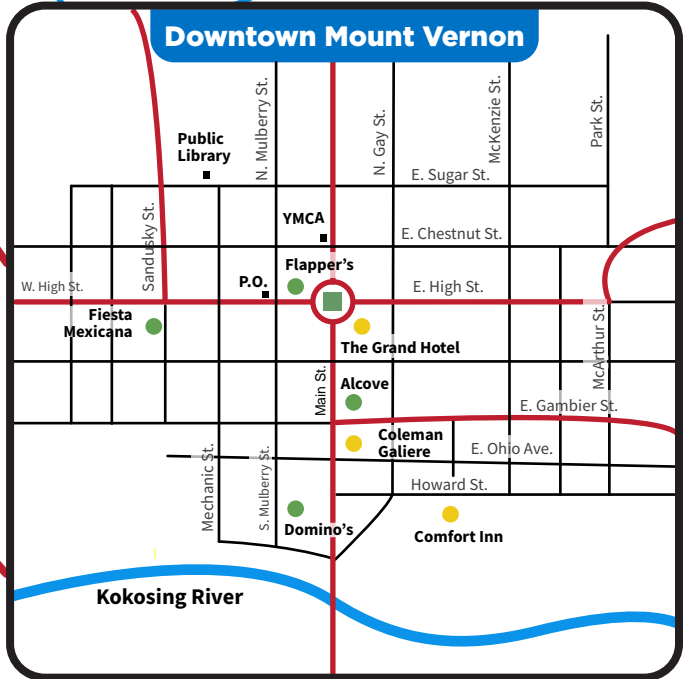 Downtown Mount Vernon
N. Mulberry St.
N. Gay St.
McKenzie St.
Park St.
Public
Library
E. Sugar St.
Sandusky St.
YMCA
E. Chestnut St.
Flapper's
W. High St.
P.O.
E. High St.
Fiesta
Mexicana
The Grand Hotel
McArthur St.
Main St.
Alcove
E. Gambier St.
Coleman
Galiere
E. Ohio Ave.
Mechanic St.
S. Mulberry St.
Howard St.
Domino's
Comfort Inn
Kokosing River